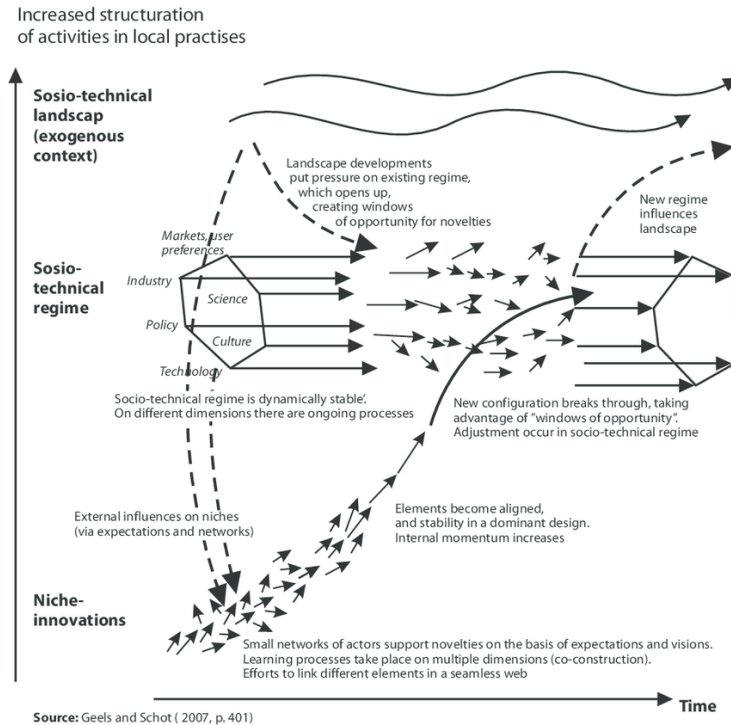 Increased structuration
of activities in local practises
Sosio-technical
landscap
(exogenous
context)
Landscape developments
put pressure on existing regime,
which opens up,
creating windows
of opportunity for novelties
New regime
influences
landscape
Markets, user
preferences
Sosio-
technical
regime
Industry
Science
Policy
Culture
Technology
Socio-technical regime is dynamically stable'.
On different dimensions there are ongoing processes
New configuration breaks through, taking
advantage of "windows of opportunity".
Adjustment occur in socio-technical regime
External influences on niches
(via expectations and networks)
Elements become aligned,
and stability in a dominant design.
Internal momentum increases
Niche-
innovations
Small networks of actors support novelties on the basis of expectations and visions.
Learning processes take place on multiple dimensions (co-construction).
Efforts to link different elements in a seamless web
Time
Source: Geels and Schot ( 2007, p. 401)